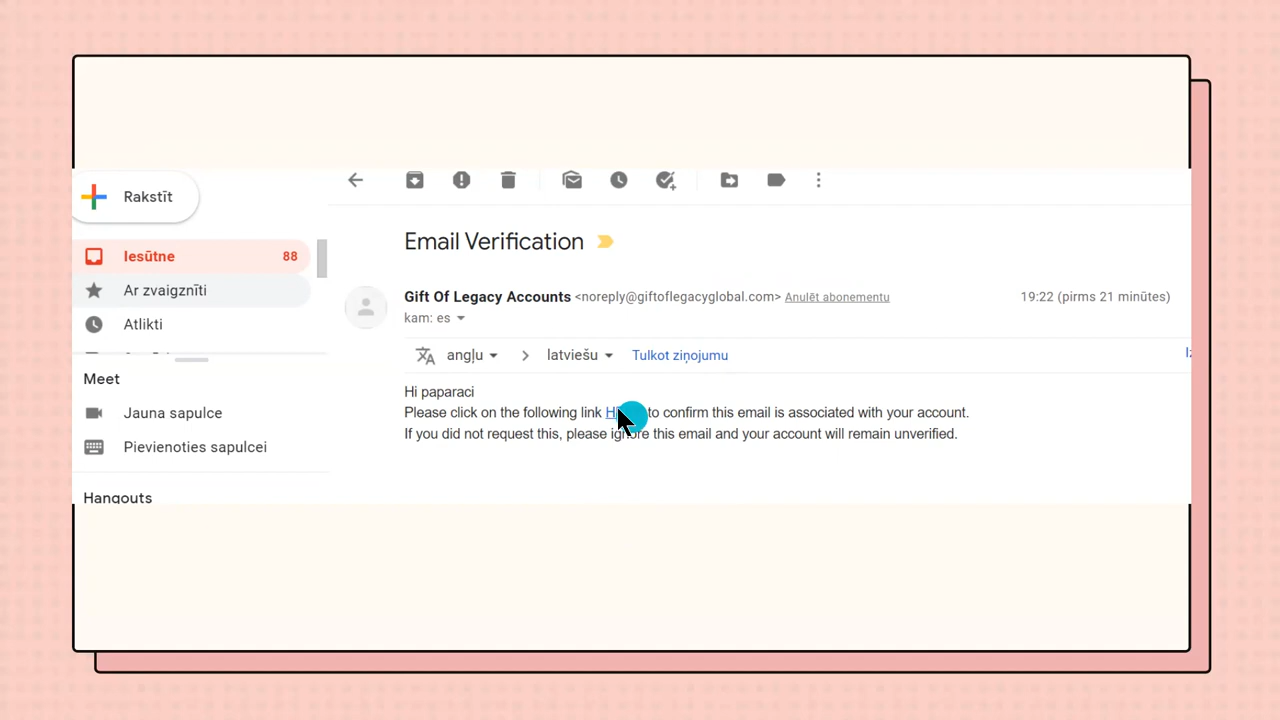 Rakstīt
Iesūtne 88
Ar zvaigznīti
Atlikti
Meet
Jauna sapulce
Pievienoties sapulcei
Hangouts
Email Verification
Gift Of Legacy Accounts <noreply@giftoflegacyglobal.com> Anulēt abonementu 19:22 (pirms 21 minūtes)
kam: es
angļu > latviešu Tulkot ziņojumu
Hi paparaci
Please click on the following link to confirm this email is associated with your account.
If you did not request this, please ignore this email and your account will remain unverified.